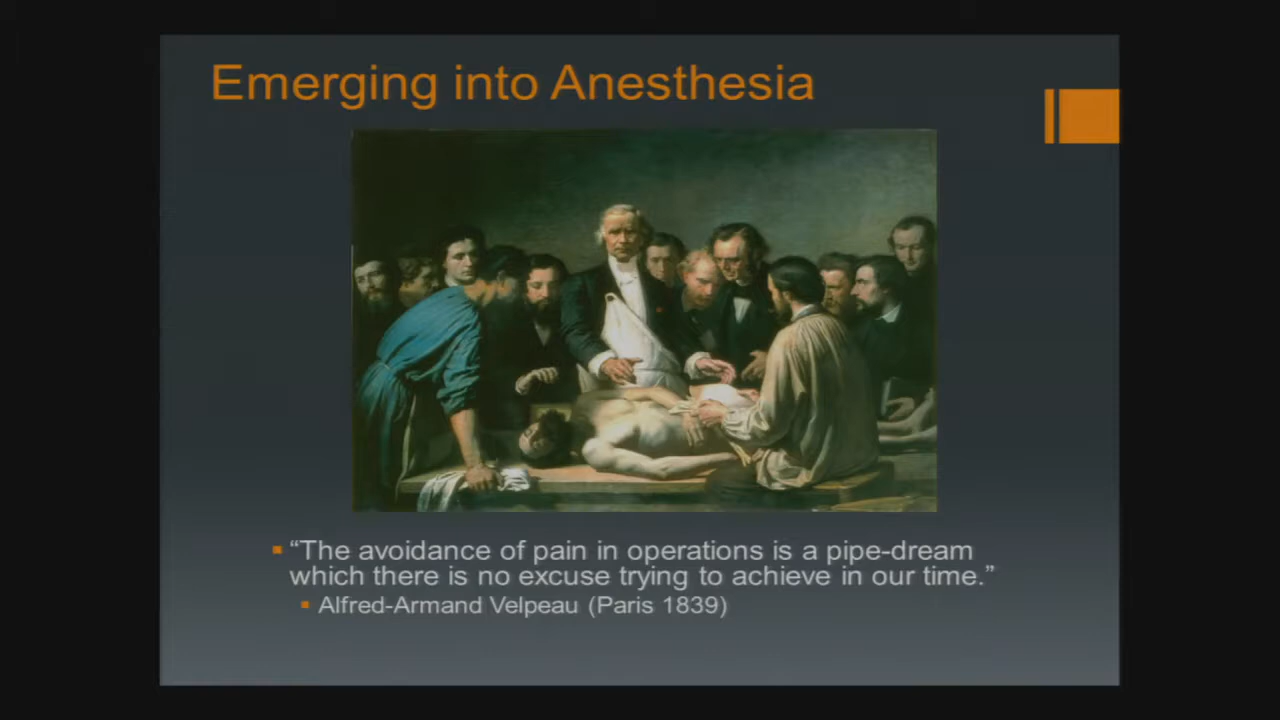 Emerging into Anesthesia
“The avoidance of pain in operations is a pipe-dream
which there is no excuse trying to achieve in our time.”
Alfred-Armand Velpeau (Paris 1839)